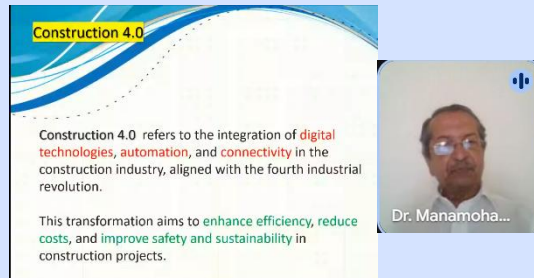 Construction 4.0
Construction 4.0 refers to the integration of digital
technologies, automation, and connectivity in the
construction industry, aligned with the fourth industrial
revolution.
This transformation aims to enhance efficiency, reduce
costs, and improve safety and sustainability in
construction projects.
Dr. Manamoha...